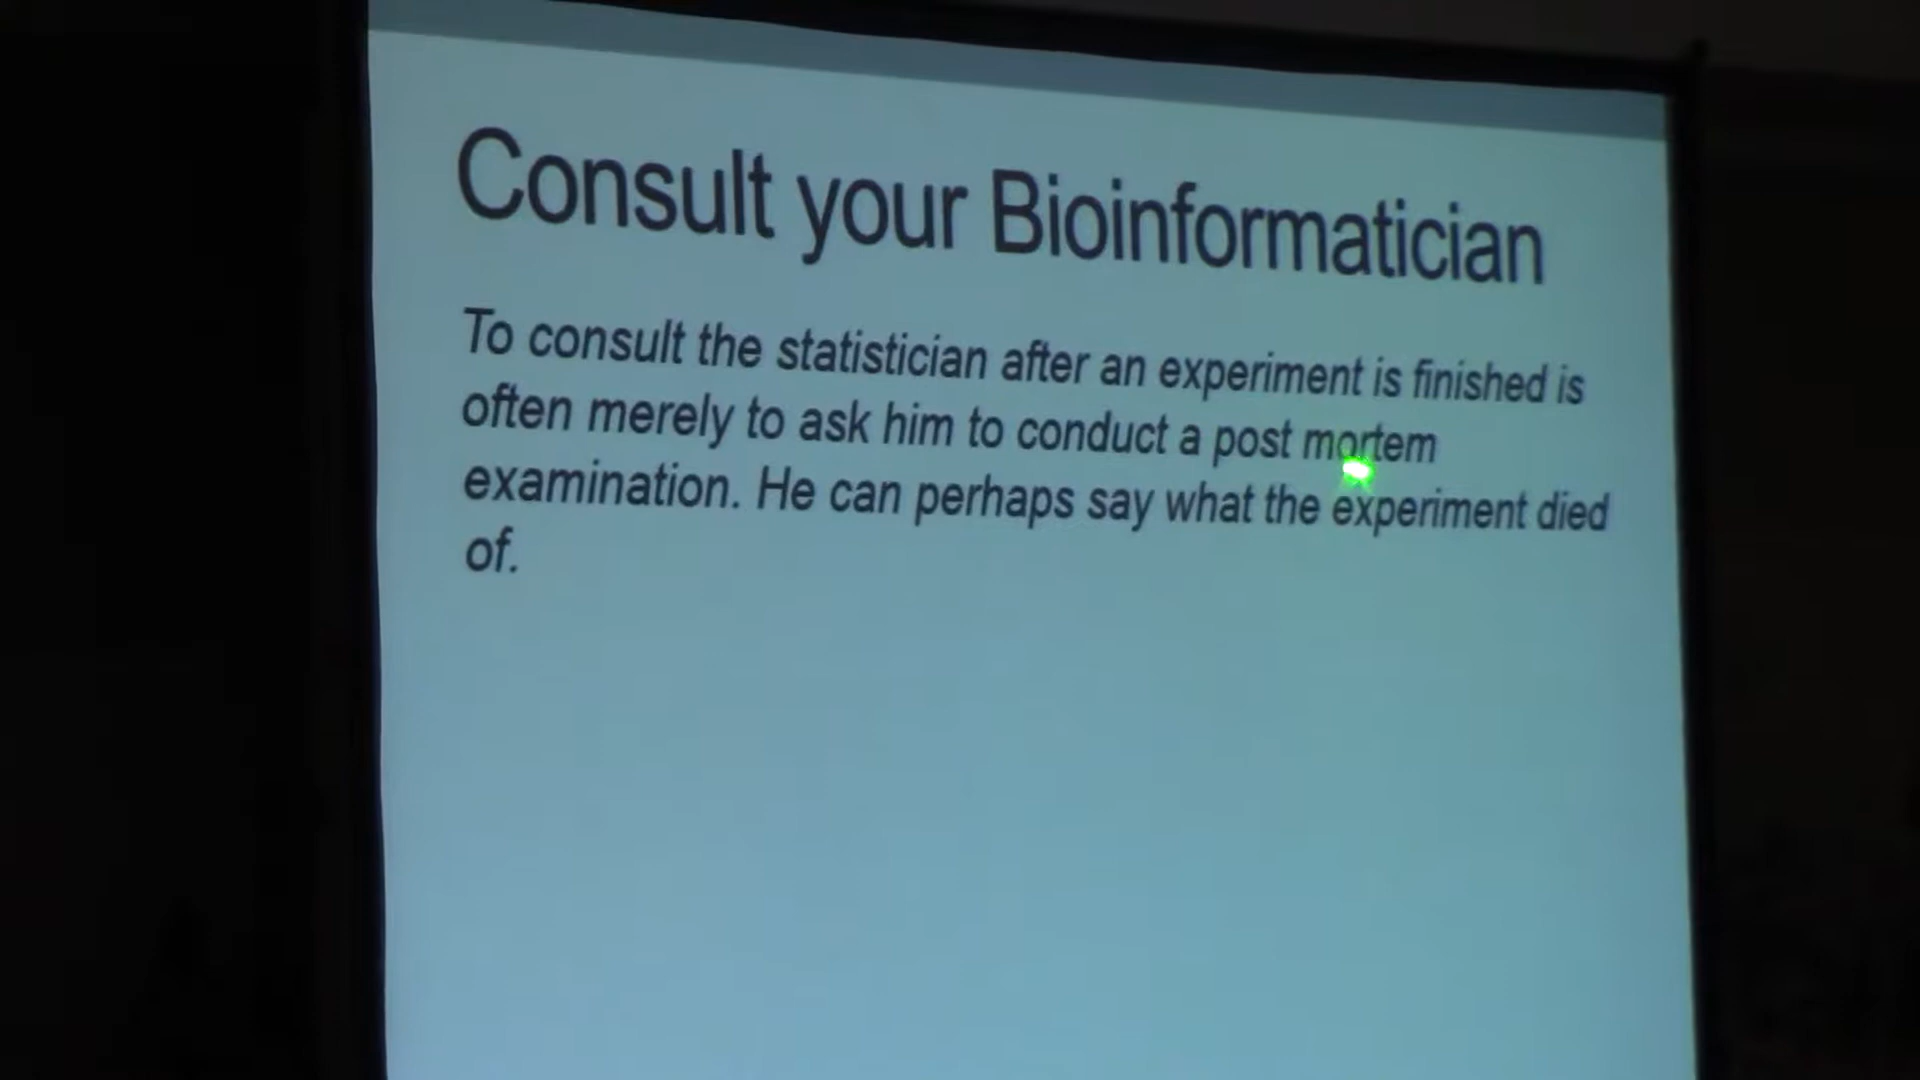 Consult your Bioinformatician
To consult the statistician after an experiment is finished is
often merely to ask him to conduct a post mortem
examination. He can perhaps say what the experiment died
of.